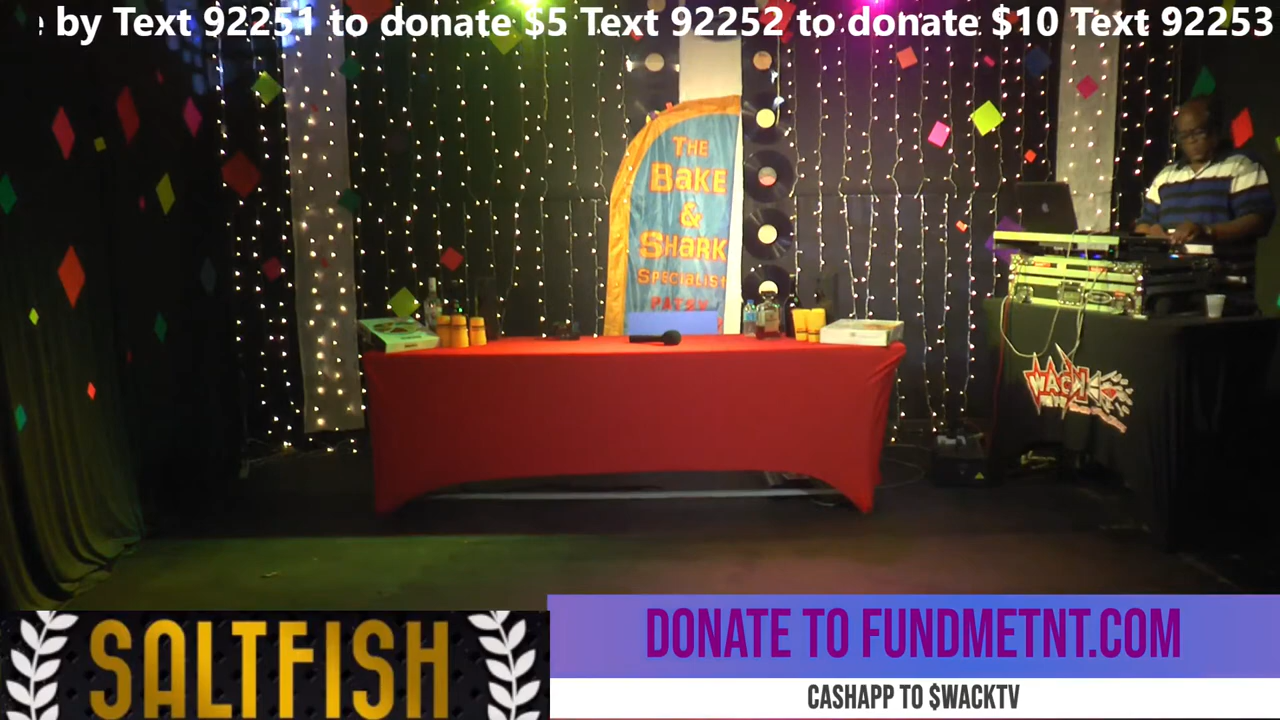 by Text 92251 to donate $5 Text 92252 to donate $10 Text 92253
THE
BAKE
&
SHARK
SPECIALIST
WACK
SALTFISH
DONATE TO FUNDMETNT.COM
CASHAPP TO $WACKTV